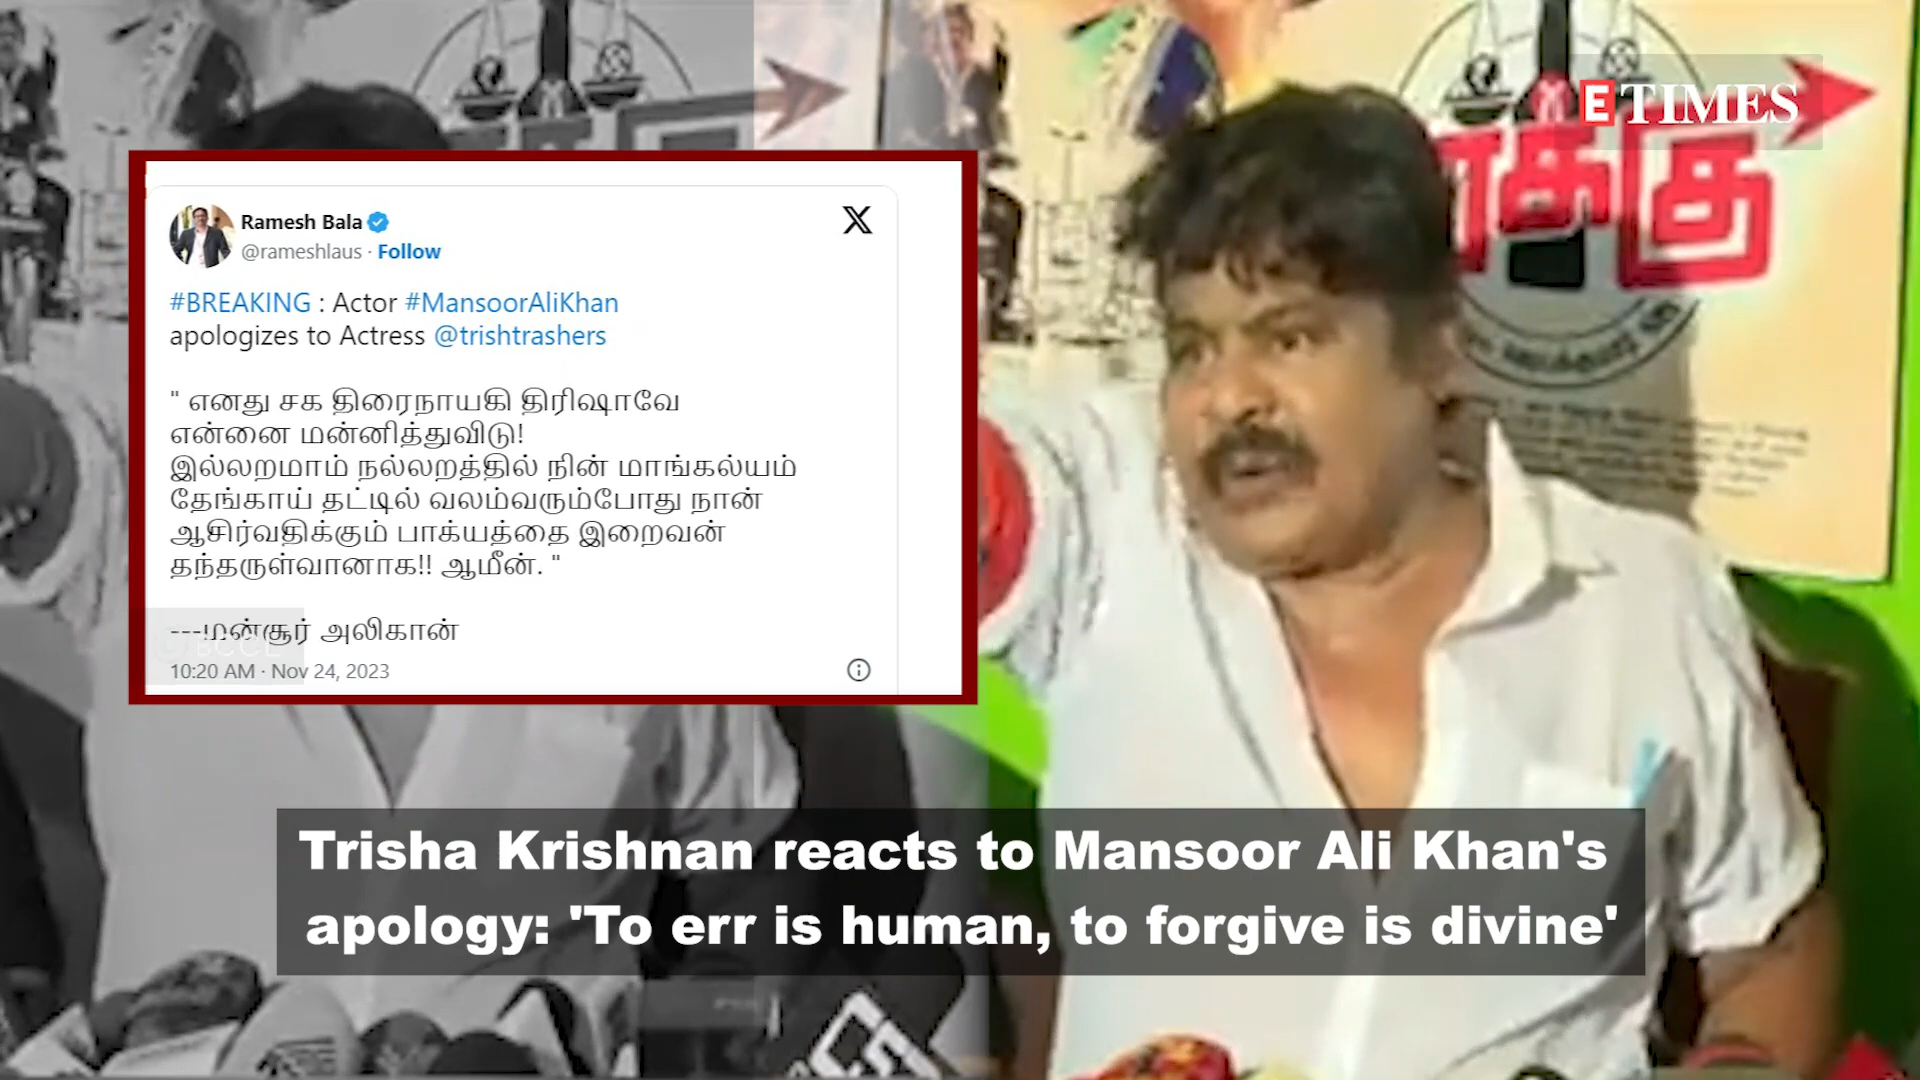 ETIMES
Ramesh Bala
@rameshlaus · Follow
#BREAKING : Actor #MansoorAliKhan
apologizes to Actress @trishtrashers
" எனது சக திரைநாயகி திரிஷாவே
என்னை மன்னித்துவிடு!
இல்லறமாம் நல்லறத்தில் நின் மாங்கல்யம்
தேங்காய் தட்டில் வலம்வரும்போது நான்
ஆசிர்வதிக்கும் பாக்யத்தை இறைவன்
தந்தருள்வானாக!! ஆமீன். "
---மன்சூர் அலிகான்
BCCL
10:20 AM · Nov 24, 2023
Trisha Krishnan reacts to Mansoor Ali Khan's
apology: 'To err is human, to forgive is divine'